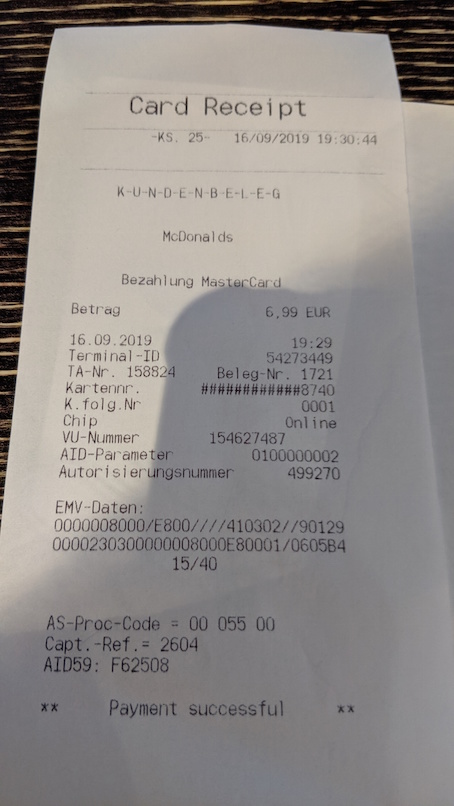 Card Receipt
-KS. 25- 16/09/2019 19:30:44
K-U-N-D-E-N-B-E-L-E-G
McDonalds
Bezahlung MasterCard
Betrag 6,99 EUR
16.09.2019 19:29
Terminal-ID 54273449
TA-Nr. 158824 Beleg-Nr. 1721
Kartennr. ############8740
K.folg.Nr 0001
Chip Online
VU-Nummer 154627487
AID-Parameter 0100000002
Autorisierungsnummer 499270
EMV-Daten:
0000008000/E800////410302//90129
0000230300000008000E80001/0605B4
15/40
AS-Proc-Code = 00 055 00
Capt.-Ref.= 2604
AID59: F62508
** Payment successful **